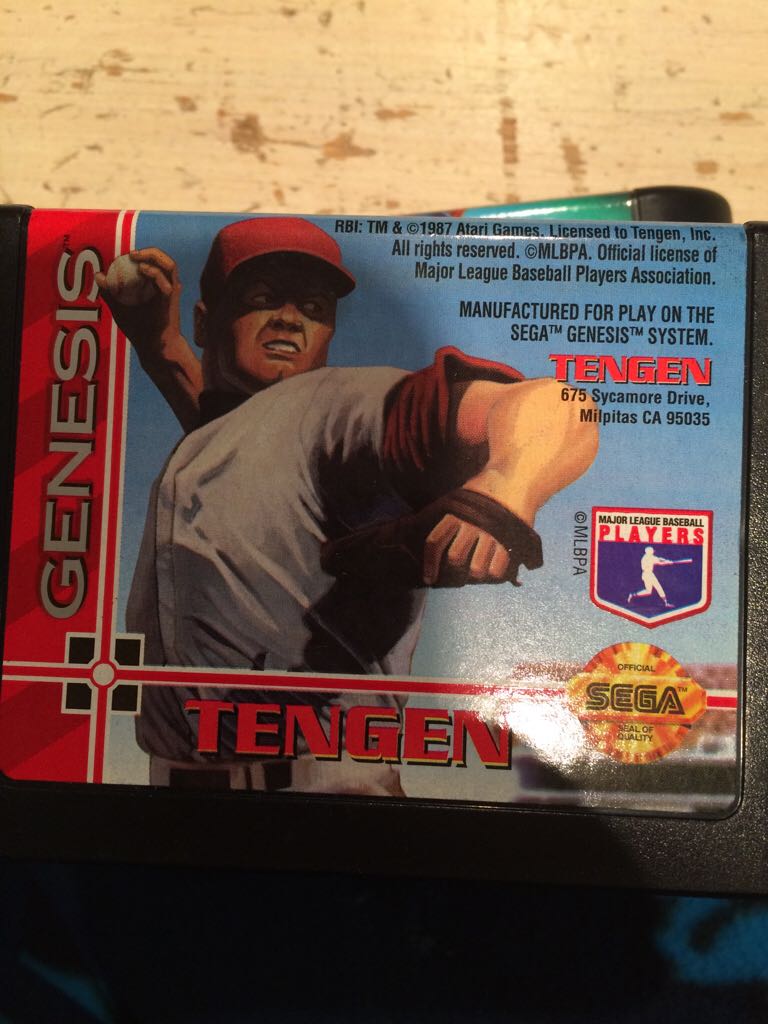 GENESIS™
RBI: TM & ©1987 Atari Games. Licensed to Tengen, Inc.
All rights reserved. ©MLBPA. Official license of
Major League Baseball Players Association.
MANUFACTURED FOR PLAY ON THE
SEGA™ GENESIS™ SYSTEM.
TENGEN
675 Sycamore Drive,
Milpitas CA 95035
©MLBPA
MAJOR LEAGUE BASEBALL
PLAYERS
OFFICIAL
SEGA™
SEAL OF
QUALITY
TENGEN